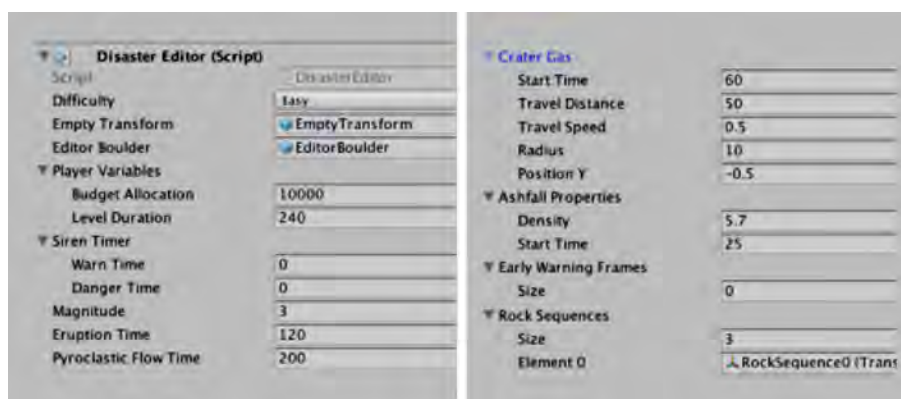 Disaster Editor (Script)
Script DisasterEditor
Difficulty Easy
Empty Transform EmptyTransform
Editor Boulder EditorBoulder
Player Variables
Budget Allocation 10000
Level Duration 240
Siren Timer
Warn Time 0
Danger Time 0
Magnitude 3
Eruption Time 120
Pyroclastic Flow Time 200
Crater Gas
Start Time 60
Travel Distance 50
Travel Speed 0.5
Radius 10
Position Y -0.5
Ashfall Properties
Density 5.7
Start Time 25
Early Warning Frames
Size 0
Rock Sequences
Size 3
Element 0 RockSequence0 (Trans